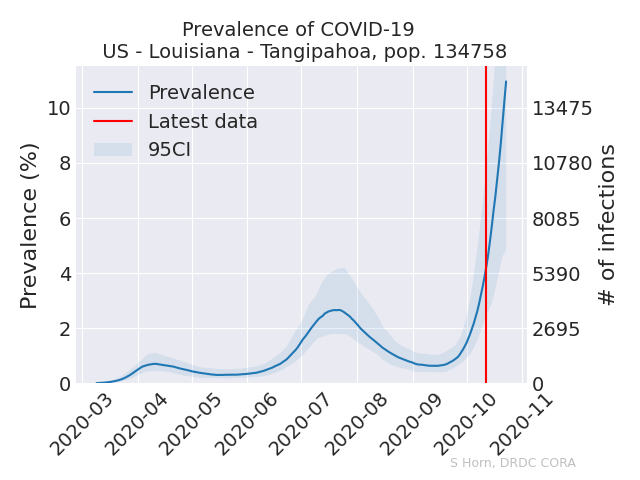 Prevalence of COVID-19
US - Louisiana - Tangipahoa, pop. 134758
Prevalence
Latest data
95CI
Prevalence (%)
10
8
6
4
2
0
13475
10780
8085
5390
2695
0
# of infections
2020-03
2020-04
2020-05
2020-06
2020-07
2020-08
2020-09
2020-10
2020-11
S Horn, DRDC CORA